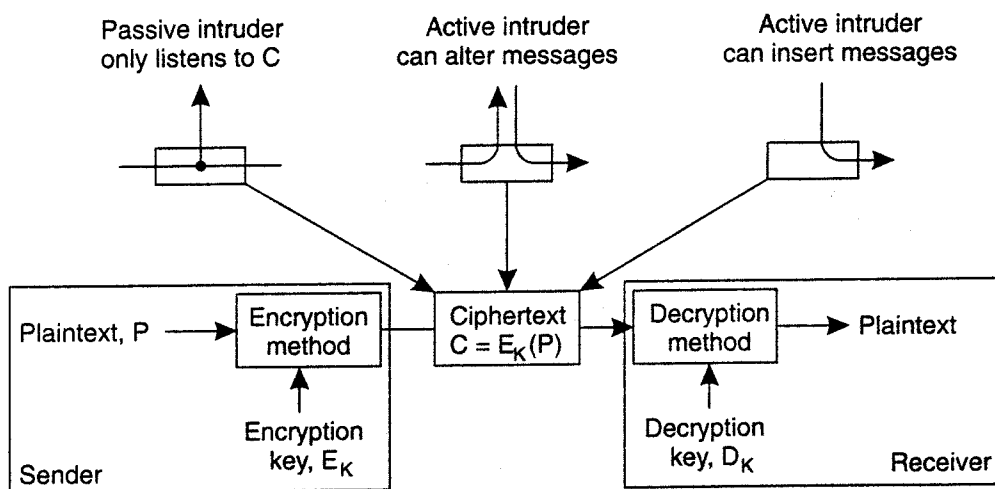 Passive intruder
only listens to C
Active intruder
can alter messages
Active intruder
can insert messages
Plaintext, P
Encryption
method
Ciphertext
C = E_K(P)
Decryption
method
Plaintext
Encryption
key, E_K
Decryption
key, D_K
Sender
Receiver